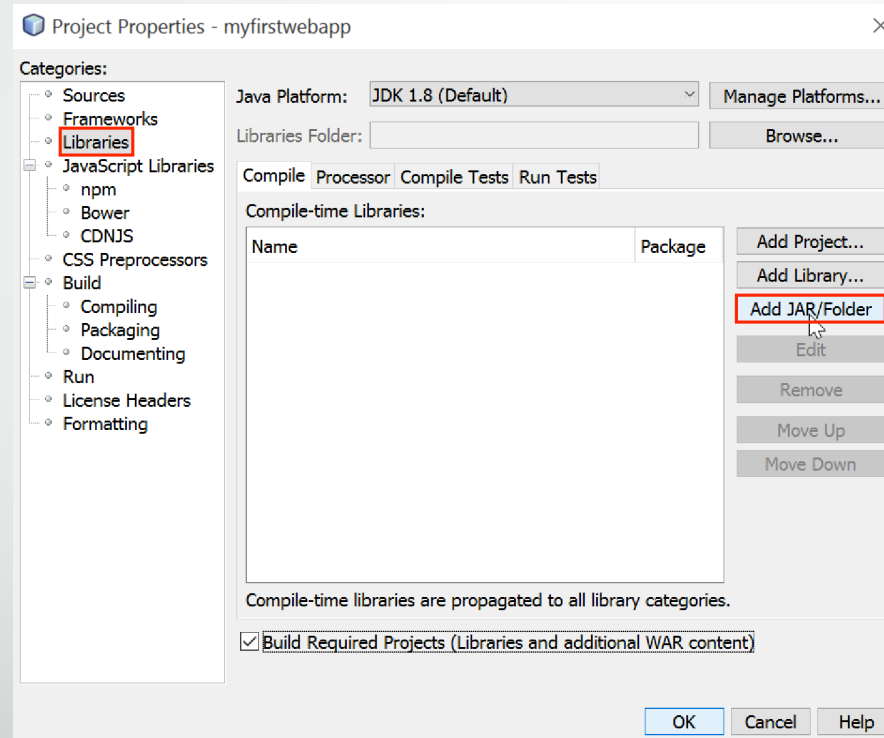 Project Properties - myfirstwebapp
Categories:
Sources
Frameworks
Libraries
JavaScript Libraries
npm
Bower
CDNJS
CSS Preprocessors
Build
Compiling
Packaging
Documenting
Run
License Headers
Formatting
Java Platform: JDK 1.8 (Default) Manage Platforms...
Libraries Folder: Browse...
Compile Processor Compile Tests Run Tests
Compile-time Libraries:
Name Package
Add Project...
Add Library...
Add JAR/Folder
Edit
Remove
Move Up
Move Down
Compile-time libraries are propagated to all library categories.
Build Required Projects (Libraries and additional WAR content)
OK Cancel Help